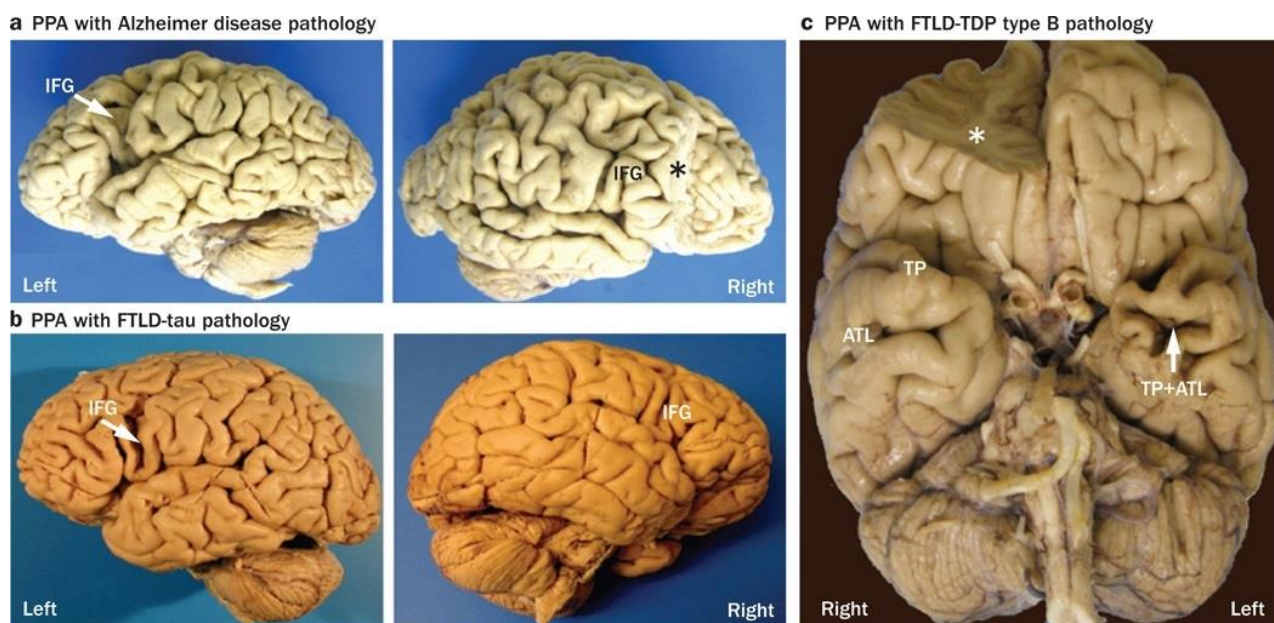 a PPA with Alzheimer disease pathology
IFG
Left
IFG
*
Right
b PPA with FTLD-tau pathology
IFG
Left
IFG
Right
c PPA with FTLD-TDP type B pathology
*
TP
ATL
TP+ATL
Right
Left